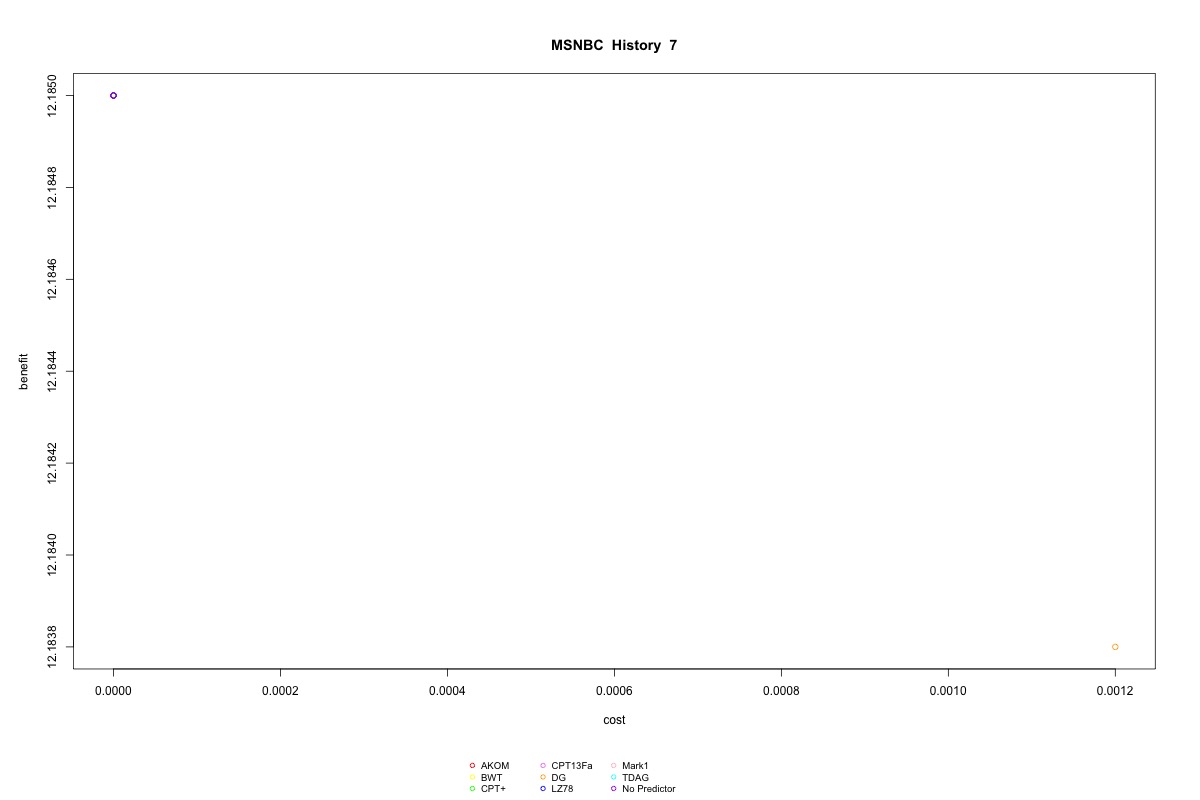 MSNBC History 7
12.1850
12.1848
12.1846
12.1844
12.1842
12.1840
12.1838
benefit
0.0000 0.0002 0.0004 0.0006 0.0008 0.0010 0.0012
cost
AKOM CPT13Fa Mark1
BWT DG TDAG
CPT+ LZ78 No Predictor